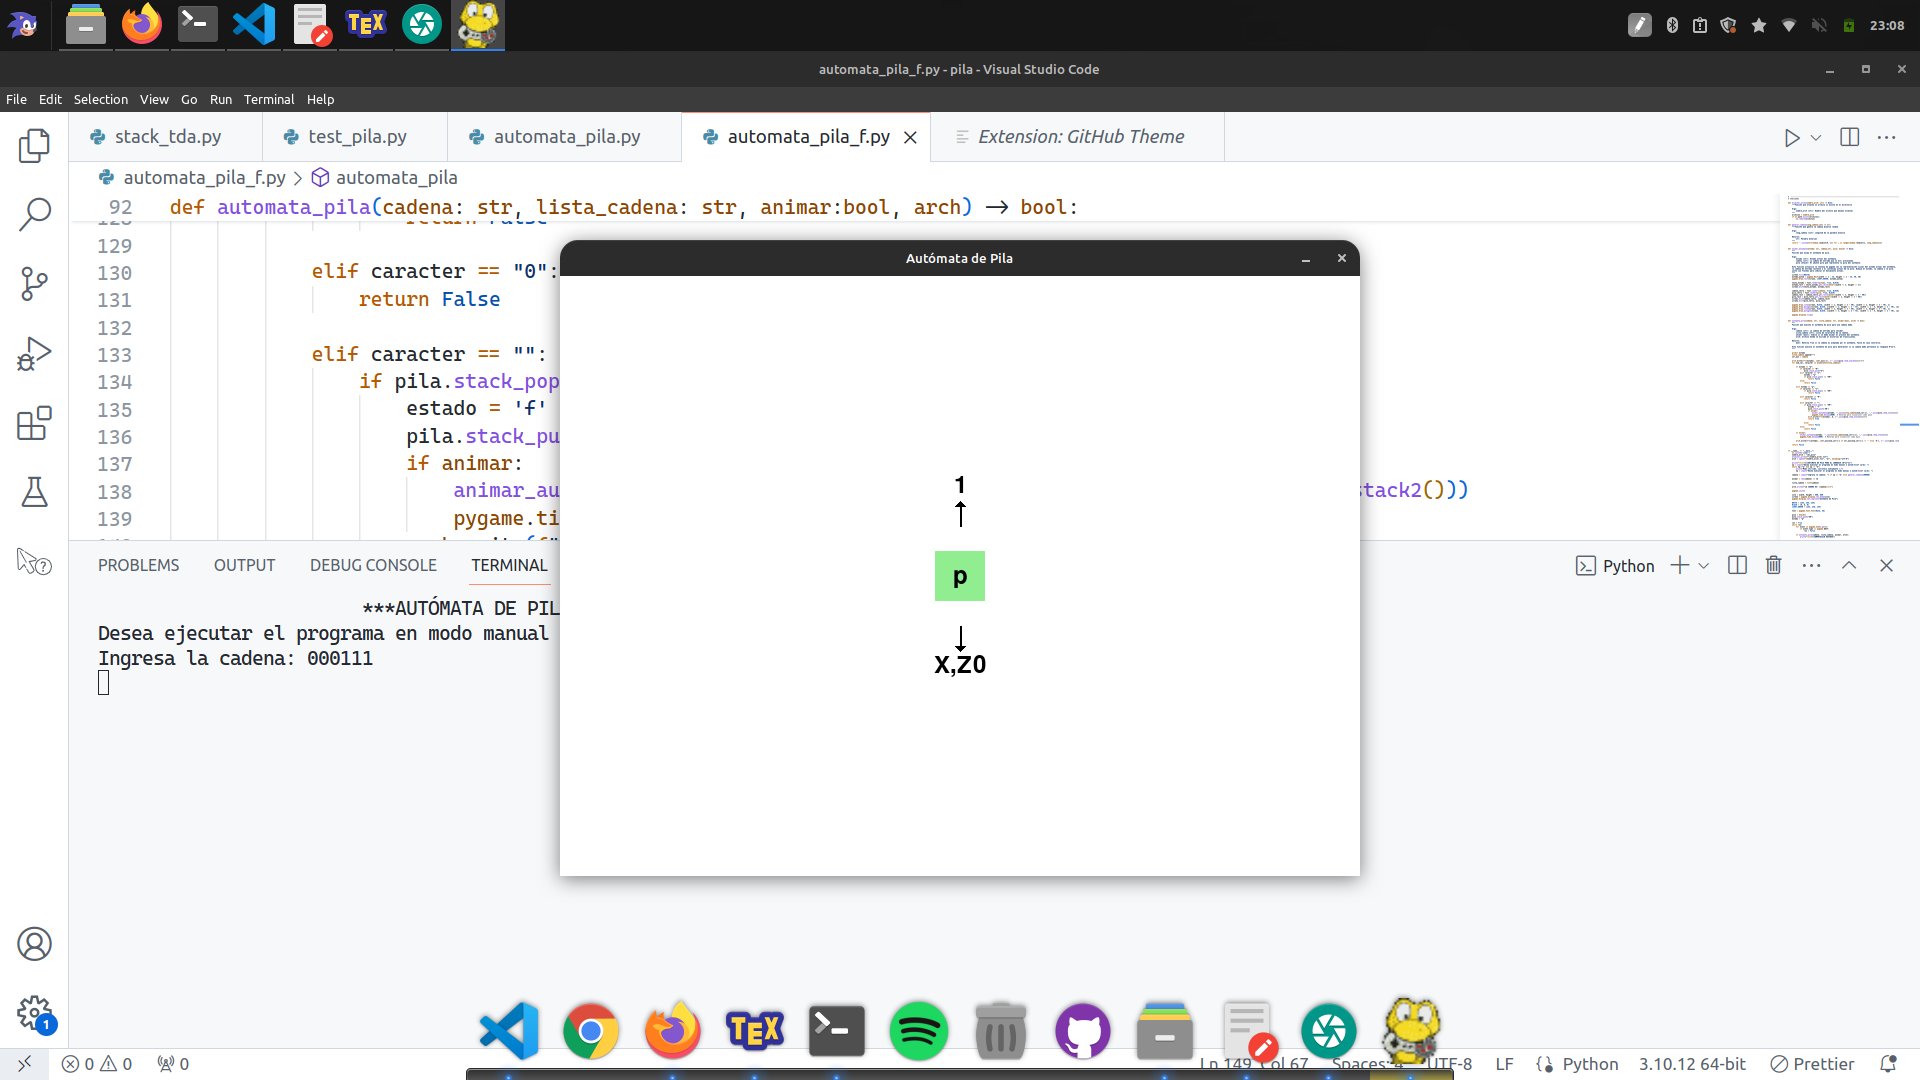 TEX
23:08
automata_pila_f.py - pila - Visual Studio Code
File Edit Selection View Go Run Terminal Help
stack_tda.py
test_pila.py
automata_pila.py
automata_pila_f.py
Extension: GitHub Theme
automata_pila_f.py > automata_pila
92 def automata_pila(cadena: str, lista_cadena: str, animar:bool, arch) → bool:
129
130 elif caracter == "0":
131 return False
132
133 elif caracter == "":
134 if pila.stack_pop
135 estado = 'f'
136 pila.stack_pu
137 if animar:
138 animar_au stack2()))
139 pygame.ti
Autómata de Pila
1
p
X,Z0
PROBLEMS OUTPUT DEBUG CONSOLE TERMINAL
Python
***AUTÓMATA DE PIL
Desea ejecutar el programa en modo manual
Ingresa la cadena: 000111
1
TEX
0 0 0
Ln 149, Col 67 Spaces: 4 UTF-8 LF Python 3.10.12 64-bit Prettier